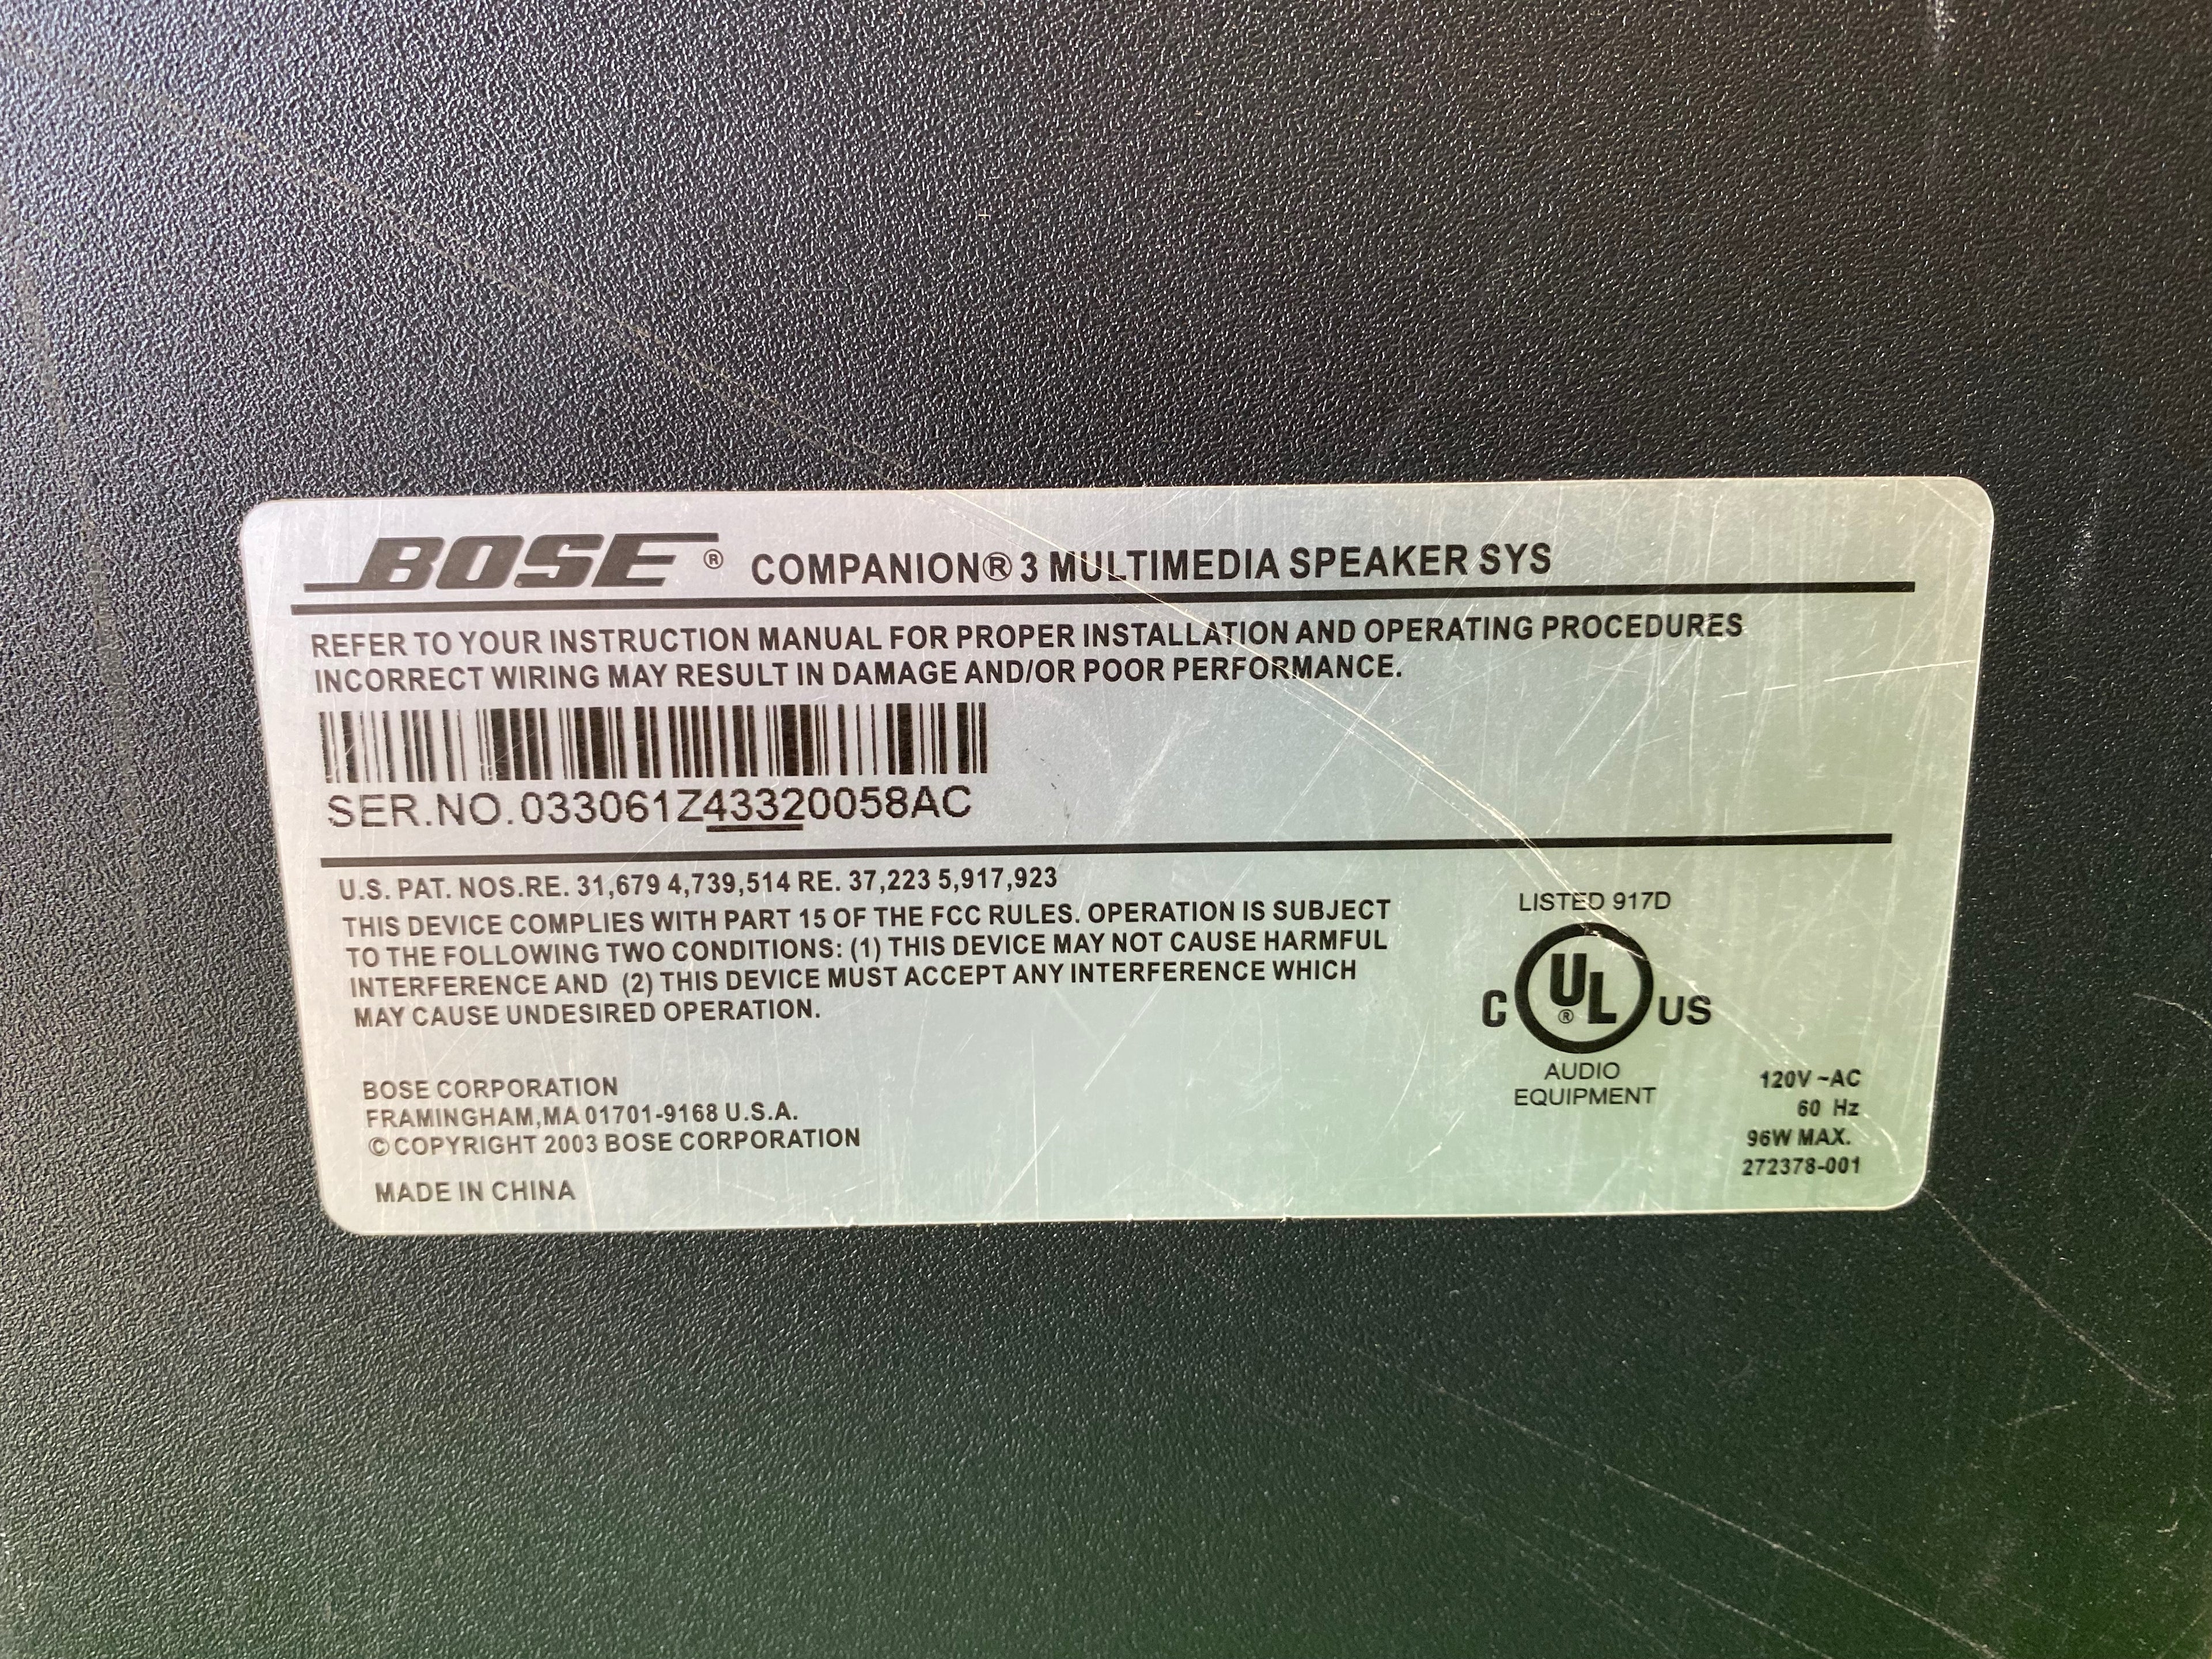 BOSE® COMPANION® 3 MULTIMEDIA SPEAKER SYS
REFER TO YOUR INSTRUCTION MANUAL FOR PROPER INSTALLATION AND OPERATING PROCEDURES
INCORRECT WIRING MAY RESULT IN DAMAGE AND/OR POOR PERFORMANCE.
SER.NO.033061Z43320058AC
U.S. PAT. NOS.RE. 31,679 4,739,514 RE. 37,223 5,917,923
THIS DEVICE COMPLIES WITH PART 15 OF THE FCC RULES. OPERATION IS SUBJECT
TO THE FOLLOWING TWO CONDITIONS: (1) THIS DEVICE MAY NOT CAUSE HARMFUL
INTERFERENCE AND (2) THIS DEVICE MUST ACCEPT ANY INTERFERENCE WHICH
MAY CAUSE UNDESIRED OPERATION.
BOSE CORPORATION
FRAMINGHAM,MA 01701-9168 U.S.A.
© COPYRIGHT 2003 BOSE CORPORATION
MADE IN CHINA
LISTED 917D
C UL® US
AUDIO
EQUIPMENT
120V ~AC
60 Hz
96W MAX.
272378-001